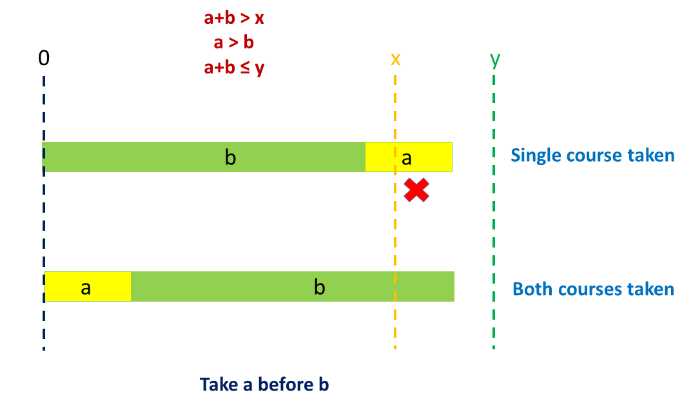 a+b > x
a > b
a+b ≤ y
0
x
y
b
a
Single course taken
a
b
Both courses taken
Take a before b